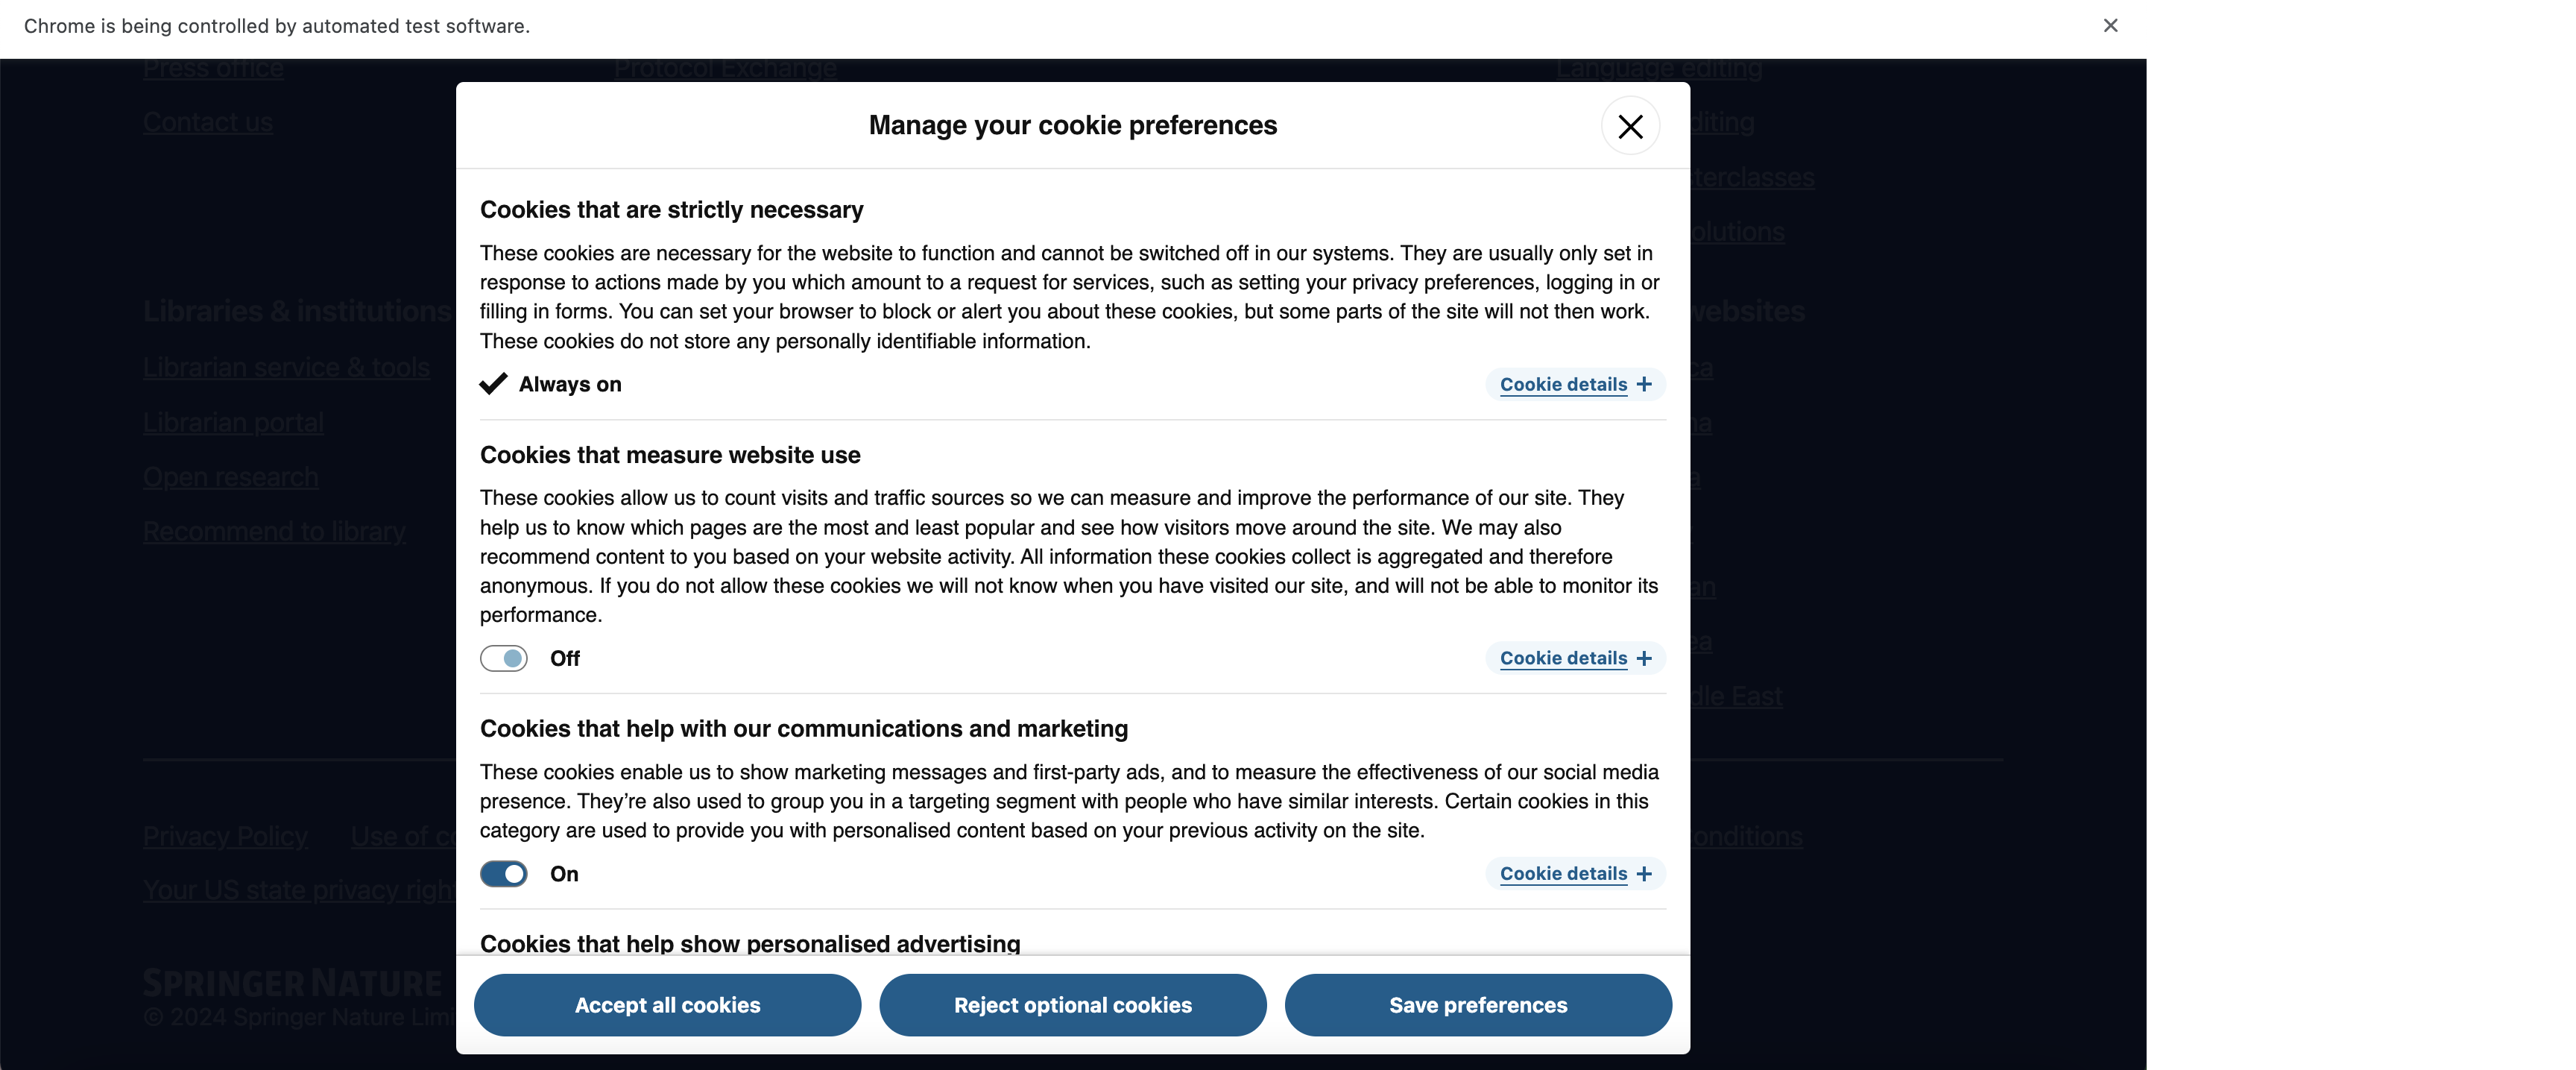 Chrome is being controlled by automated test software.
Press office
Protocol Exchange
Language editing
Contact us
diting
terclasses
olutions
Libraries & institutions
websites
Librarian service & tools
ca
Librarian portal
na
Open research
a
Recommend to library
an
ea
dle East
Privacy Policy
Use of co
onditions
Your US state privacy righ
SPRINGER NATURE
© 2024 Springer Nature Lim
Manage your cookie preferences
Cookies that are strictly necessary
These cookies are necessary for the website to function and cannot be switched off in our systems. They are usually only set in
response to actions made by you which amount to a request for services, such as setting your privacy preferences, logging in or
filling in forms. You can set your browser to block or alert you about these cookies, but some parts of the site will not then work.
These cookies do not store any personally identifiable information.
Always on
Cookie details
Cookies that measure website use
These cookies allow us to count visits and traffic sources so we can measure and improve the performance of our site. They
help us to know which pages are the most and least popular and see how visitors move around the site. We may also
recommend content to you based on your website activity. All information these cookies collect is aggregated and therefore
anonymous. If you do not allow these cookies we will not know when you have visited our site, and will not be able to monitor its
performance.
Off
Cookie details
Cookies that help with our communications and marketing
These cookies enable us to show marketing messages and first-party ads, and to measure the effectiveness of our social media
presence. They’re also used to group you in a targeting segment with people who have similar interests. Certain cookies in this
category are used to provide you with personalised content based on your previous activity on the site.
On
Cookie details
Cookies that help show personalised advertising
Accept all cookies
Reject optional cookies
Save preferences